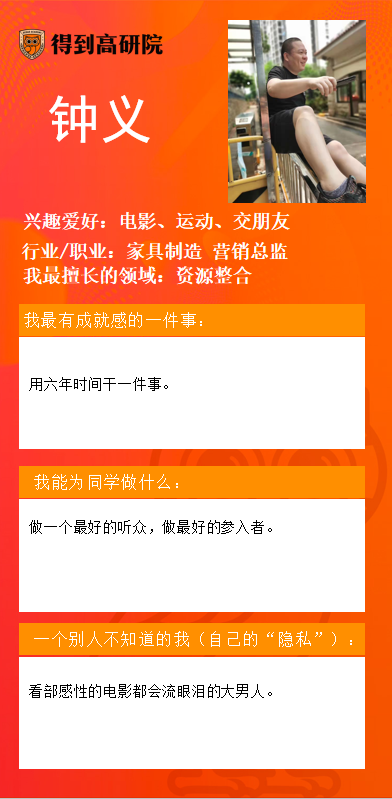 得到高研院
钟义
兴趣爱好：电影、运动、交朋友
行业/职业：家具制造 营销总监
我最擅长的领域：资源整合
我最有成就感的一件事：
用六年时间干一件事。
我能为同学做什么：
做一个最好的听众，做最好的参入者。
一个别人不知道的我（自己的“隐私”）：
看部感性的电影都会流眼泪的大男人。